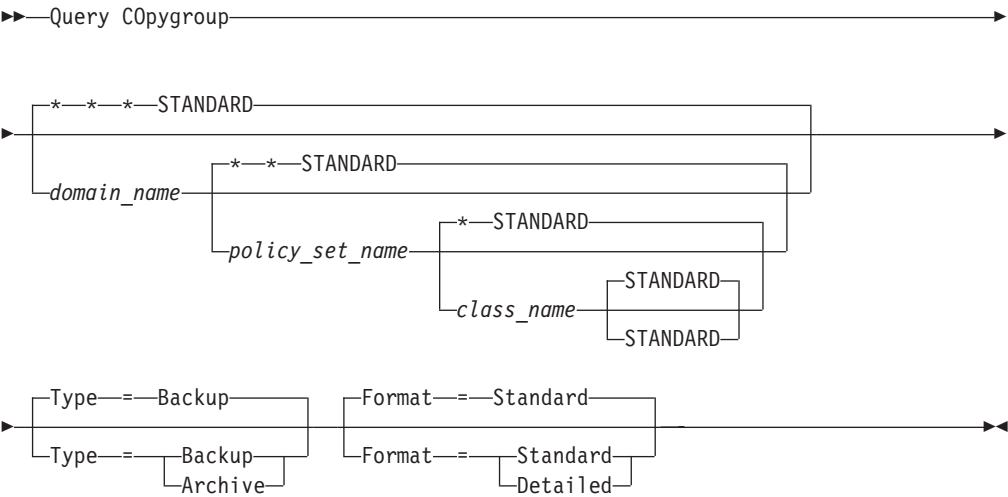 Query COpygroup
* * * STANDARD
* * STANDARD
domain_name
* STANDARD
policy_set_name
STANDARD
class_name
STANDARD
Type = Backup Format = Standard
Type = Backup Format = Standard
Archive Detailed